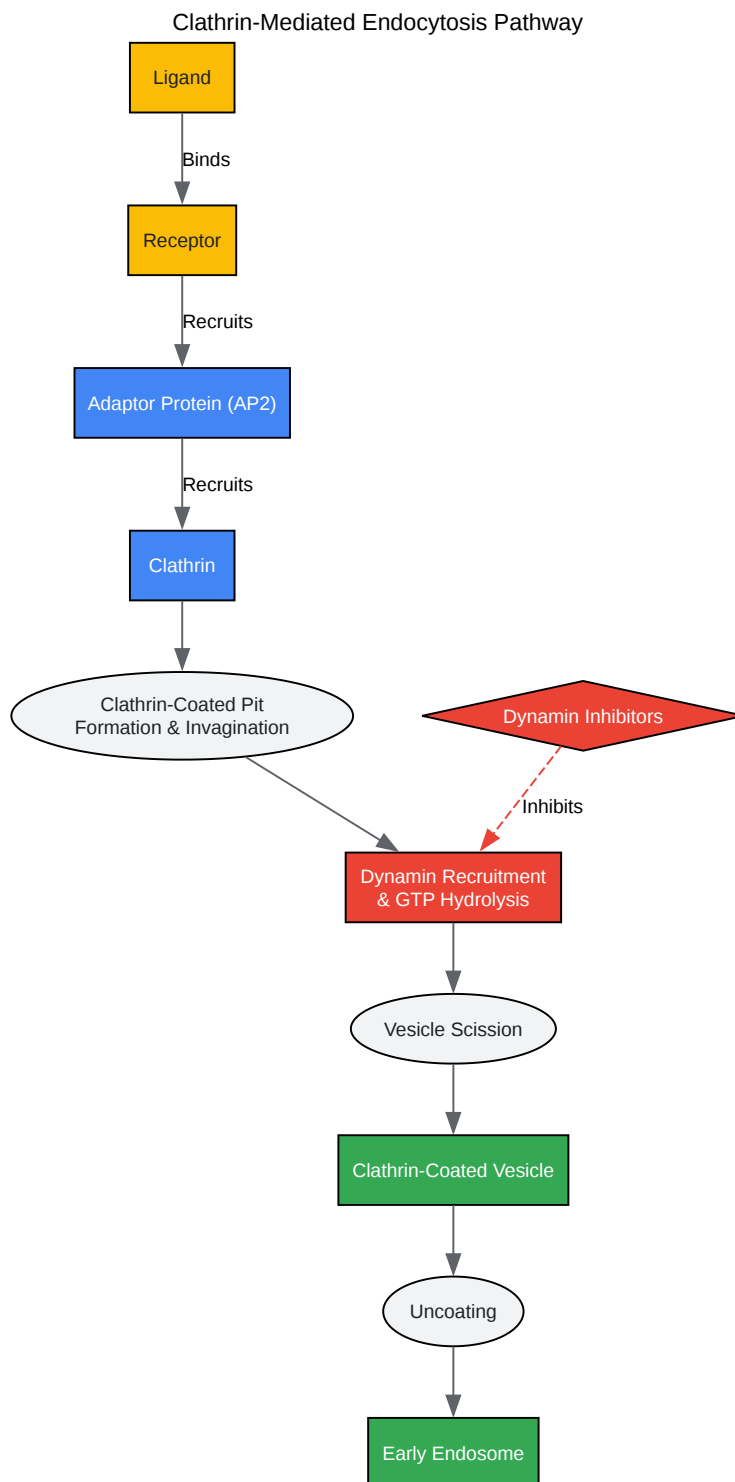 Clathrin-Mediated Endocytosis Pathway
Ligand
Binds
Receptor
Recruits
Adaptor Protein (AP2)
Recruits
Clathrin
Clathrin-Coated Pit
Formation & Invagination
Dynamin Inhibitors
Inhibits
Dynamin Recruitment
& GTP Hydrolysis
Vesicle Scission
Clathrin-Coated Vesicle
Uncoating
Early Endosome